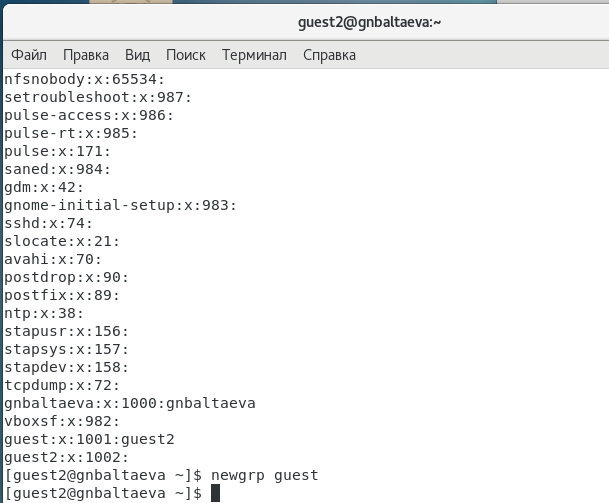 guest2@gnbaltaeva:~
Файл Правка Вид Поиск Терминал Справка
nfsnobody:x:65534:
setroubleshoot:x:987:
pulse-access:x:986:
pulse-rt:x:985:
pulse:x:171:
saned:x:984:
gdm:x:42:
gnome-initial-setup:x:983:
sshd:x:74:
slocate:x:21:
avahi:x:70:
postdrop:x:90:
postfix:x:89:
ntp:x:38:
stapusr:x:156:
stapsys:x:157:
stapdev:x:158:
tcpdump:x:72:
gnbaltaeva:x:1000:gnbaltaeva
vboxsf:x:982:
guest:x:1001:guest2
guest2:x:1002:
[guest2@gnbaltaeva ~]$ newgrp guest
[guest2@gnbaltaeva ~]$